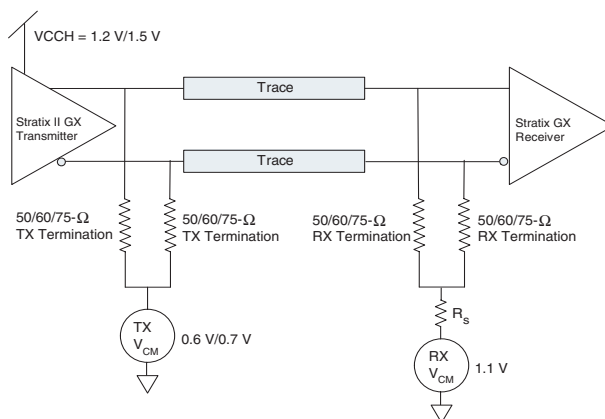 VCCH = 1.2 V/1.5 V
Stratix II GX
Transmitter
Trace
Stratix GX
Receiver
Trace
50/60/75-Ω
TX Termination
50/60/75-Ω
TX Termination
50/60/75-Ω
RX Termination
50/60/75-Ω
RX Termination
TX
VCM
0.6 V/0.7 V
Rs
RX
VCM
1.1 V